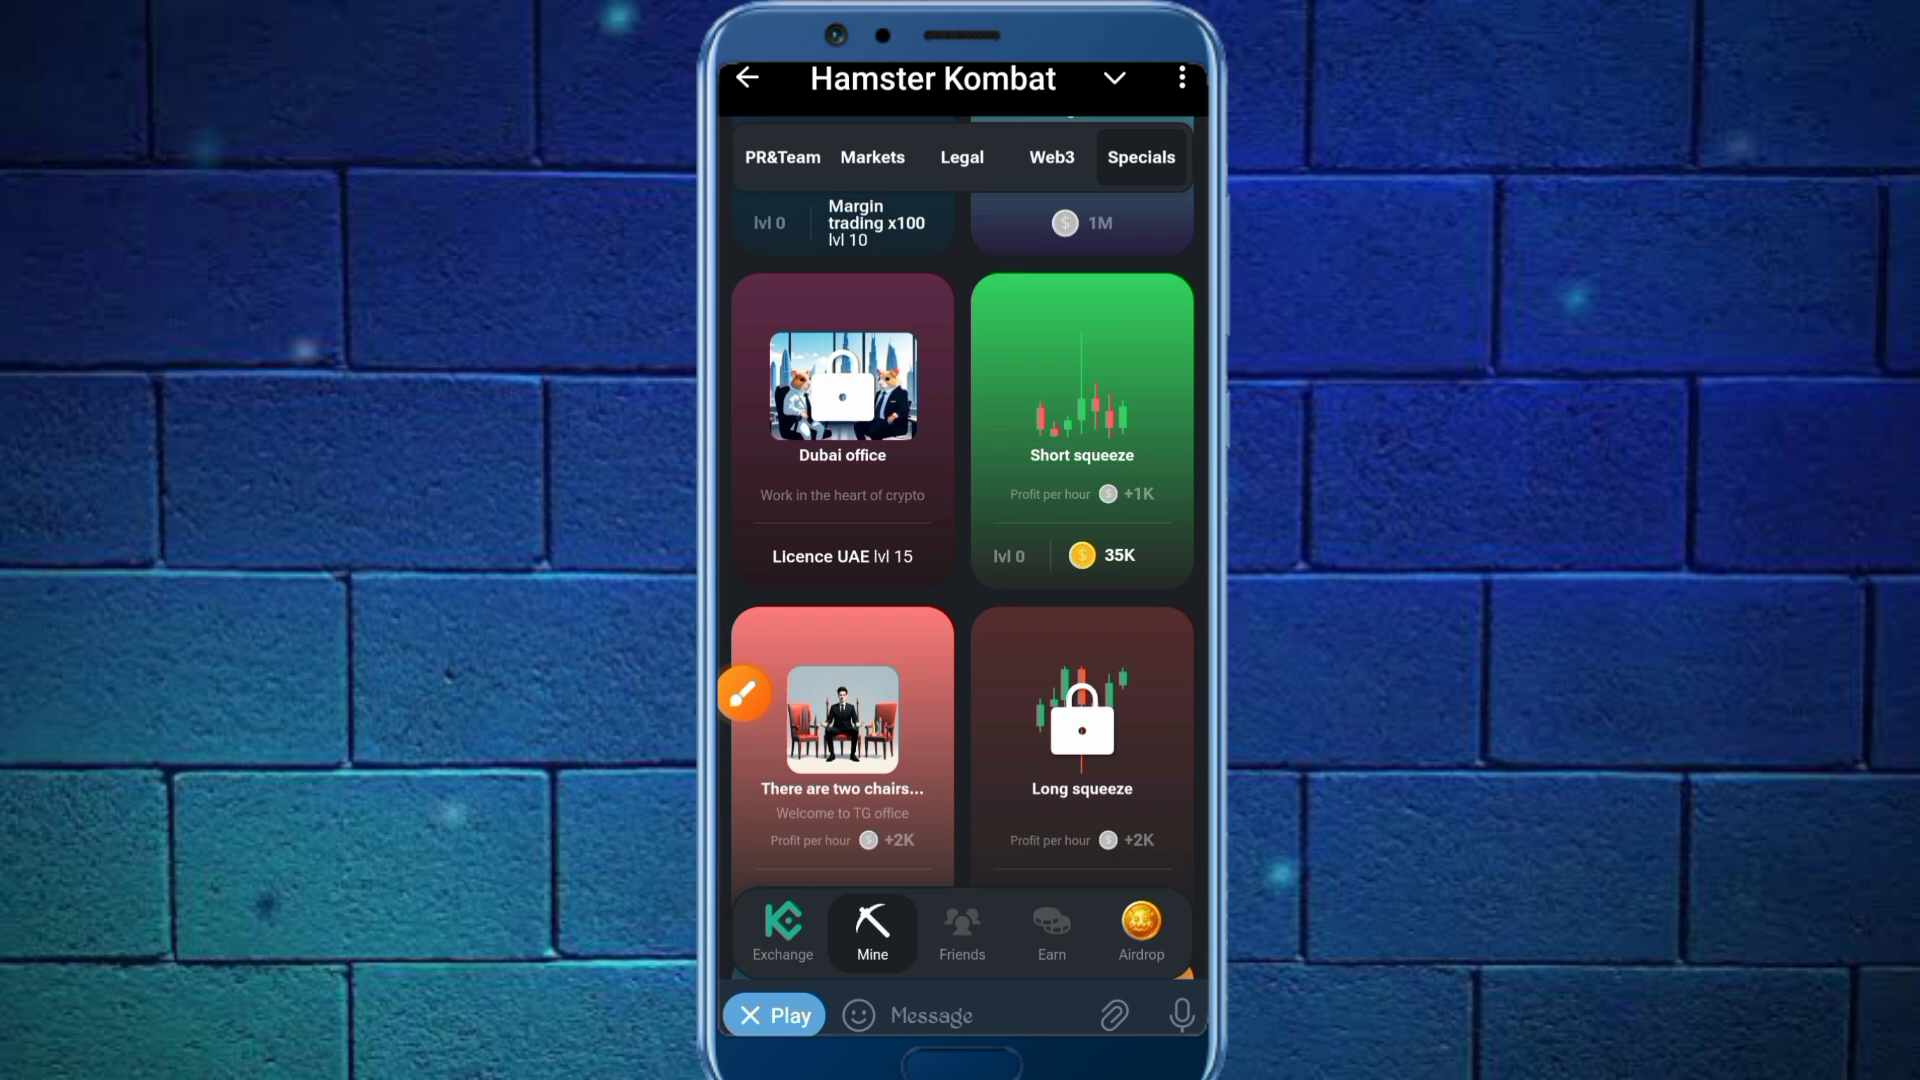 Hamster Kombat
PR&Team Markets Legal Web3 Specials
lvl 0
Margin
trading x100
lvl 10
1M
Dubai office
Work in the heart of crypto
Licence UAE lvl 15
Short squeeze
Profit per hour +1K
lvl 0 35K
There are two chairs...
Welcome to TG office
Profit per hour +2K
Long squeeze
Profit per hour +2K
Exchange Mine Friends Earn Airdrop
Play Message